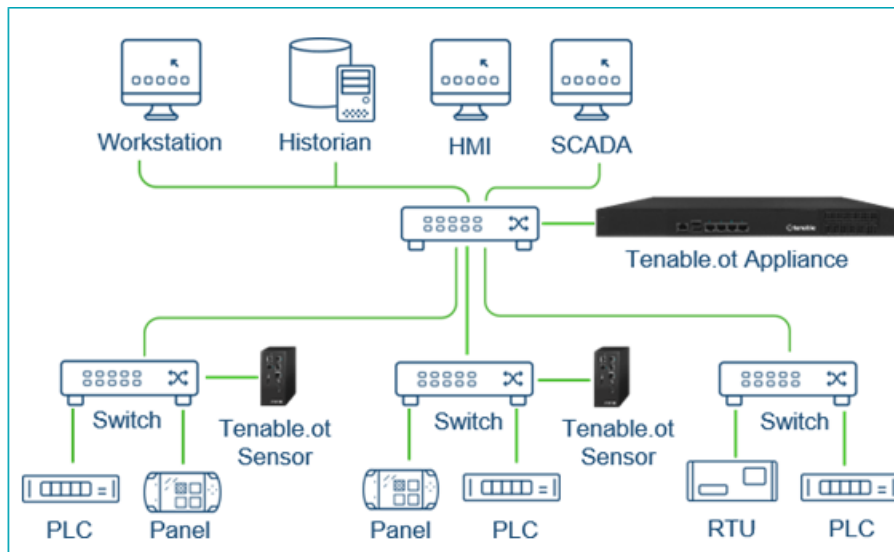 Workstation
Historian
HMI
SCADA
tenable
Tenable.ot Appliance
Switch
Tenable.ot
Sensor
Switch
Tenable.ot
Sensor
Switch
PLC
Panel
Panel
PLC
RTU
PLC